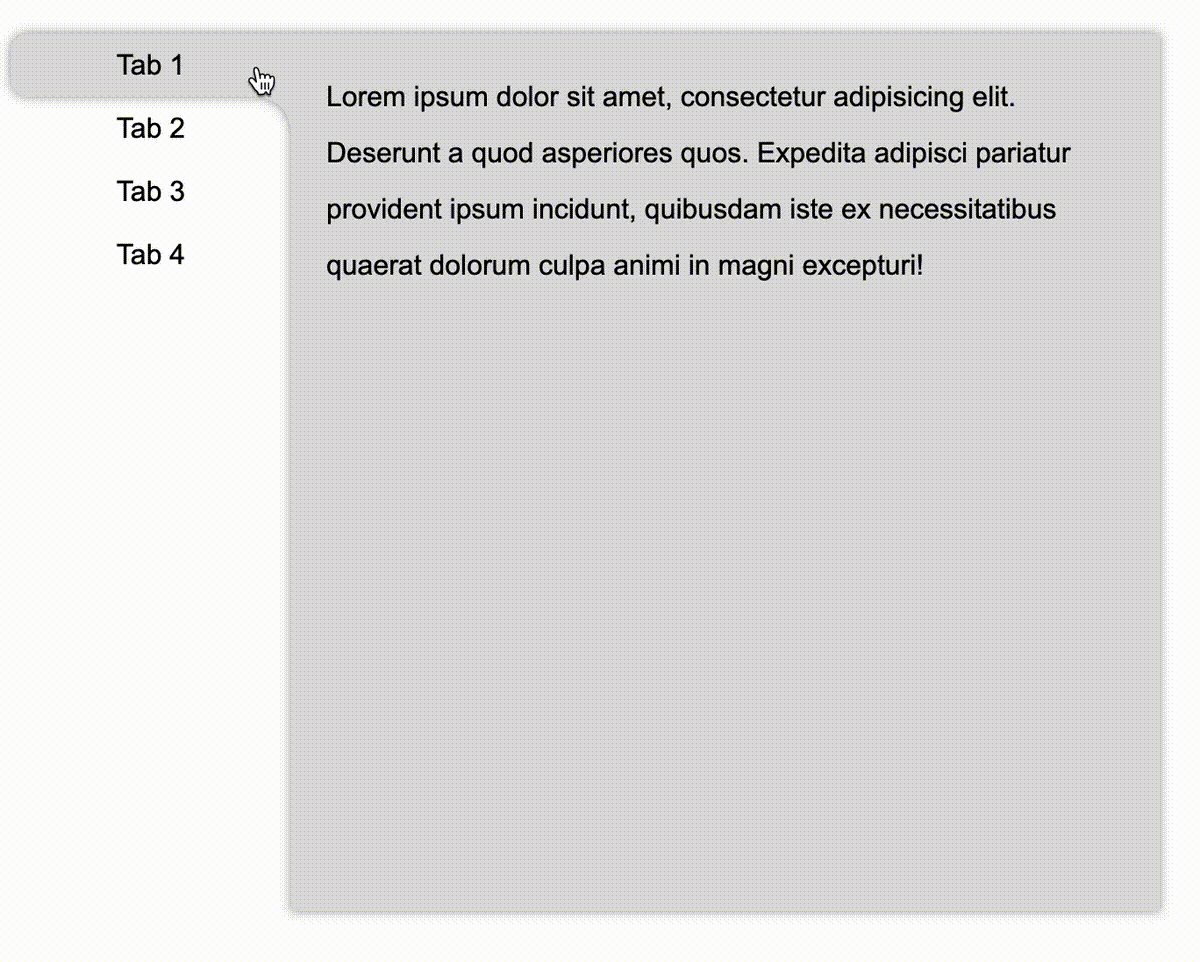 Tab 1
Tab 2
Tab 3
Tab 4
Lorem ipsum dolor sit amet, consectetur adipisicing elit.
Deserunt a quod asperiores quos. Expedita adipisci pariatur
provident ipsum incidunt, quibusdam iste ex necessitatibus
quaerat dolorum culpa animi in magni excepturi!